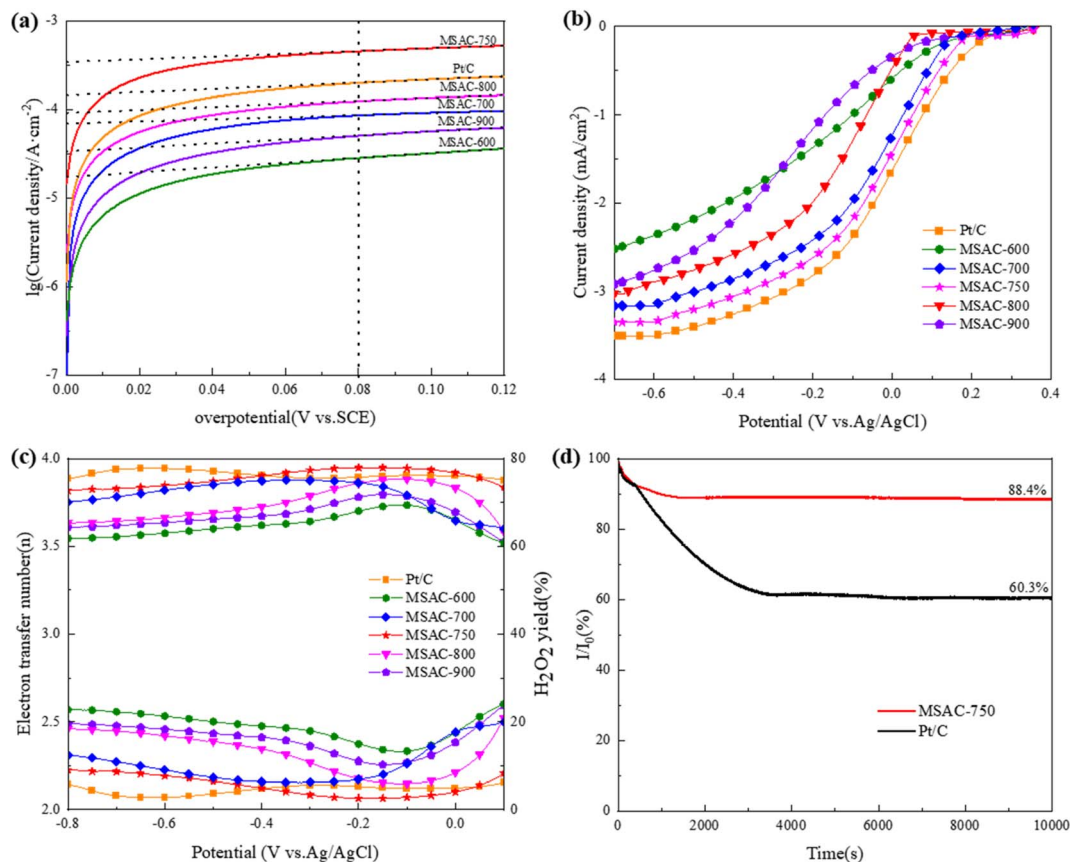 (a)
-3
-4
-5
-6
-7
lg(Current density/A·cm⁻²)
MSAC-750
Pt/C
MSAC-800
MSAC-700
MSAC-900
MSAC-600
0.00 0.02 0.04 0.06 0.08 0.10 0.12
overpotential(V vs.SCE)
(b)
0
-1
-2
-3
-4
Current density (mA/cm²)
Pt/C
MSAC-600
MSAC-700
MSAC-750
MSAC-800
MSAC-900
-0.6 -0.4 -0.2 0.0 0.2 0.4
Potential (V vs.Ag/AgCl)
(c)
4.0
3.5
3.0
2.5
2.0
Electron transfer number(n)
Pt/C
MSAC-600
MSAC-700
MSAC-750
MSAC-800
MSAC-900
80
60
40
20
0
H₂O₂ yield(%)
-0.8 -0.6 -0.4 -0.2 0.0
Potential (V vs.Ag/AgCl)
(d)
100
80
60
40
20
0
I/I₀(%)
88.4%
60.3%
MSAC-750
Pt/C
0 2000 4000 6000 8000 10000
Time(s)